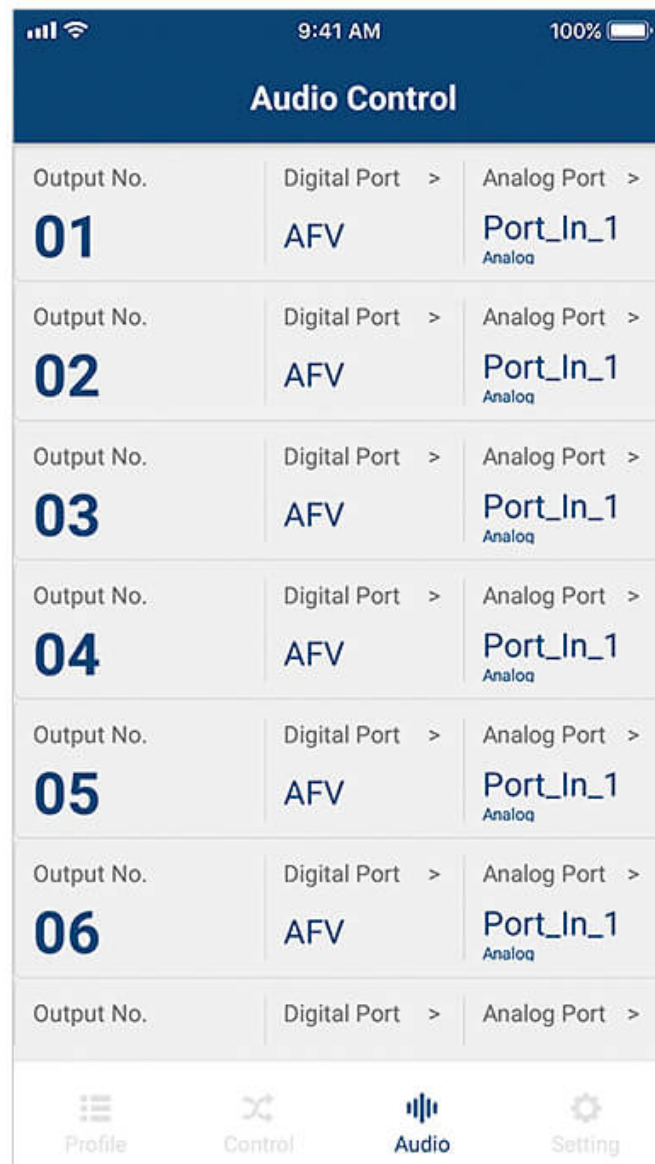 9:41 AM 100%
Audio Control
Output No. Digital Port > Analog Port >
01 AFV Port_In_1
Analog
Output No. Digital Port > Analog Port >
02 AFV Port_In_1
Analog
Output No. Digital Port > Analog Port >
03 AFV Port_In_1
Analog
Output No. Digital Port > Analog Port >
04 AFV Port_In_1
Analog
Output No. Digital Port > Analog Port >
05 AFV Port_In_1
Analog
Output No. Digital Port > Analog Port >
06 AFV Port_In_1
Analog
Output No. Digital Port > Analog Port >
Profile Control Audio Setting